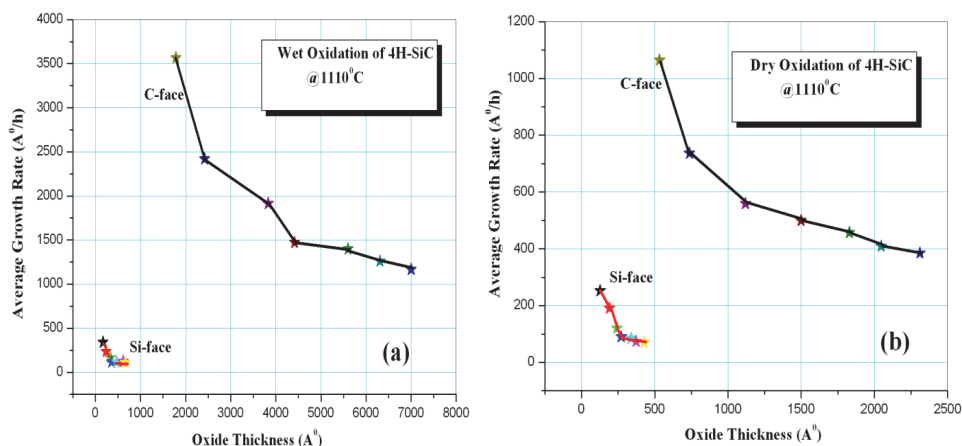 Wet Oxidation of 4H-SiC
@1110⁰C
C-face
Si-face
(a)
Average Growth Rate (A⁰/h)
4000
3500
3000
2500
2000
1500
1000
500
0
0 1000 2000 3000 4000 5000 6000 7000 8000
Oxide Thickness (A⁰)
Dry Oxidation of 4H-SiC
@1110⁰C
C-face
Si-face
(b)
Average Growth Rate (A⁰/h)
1200
1000
800
600
400
200
0
0 500 1000 1500 2000 2500
Oxide Thickness (A⁰)